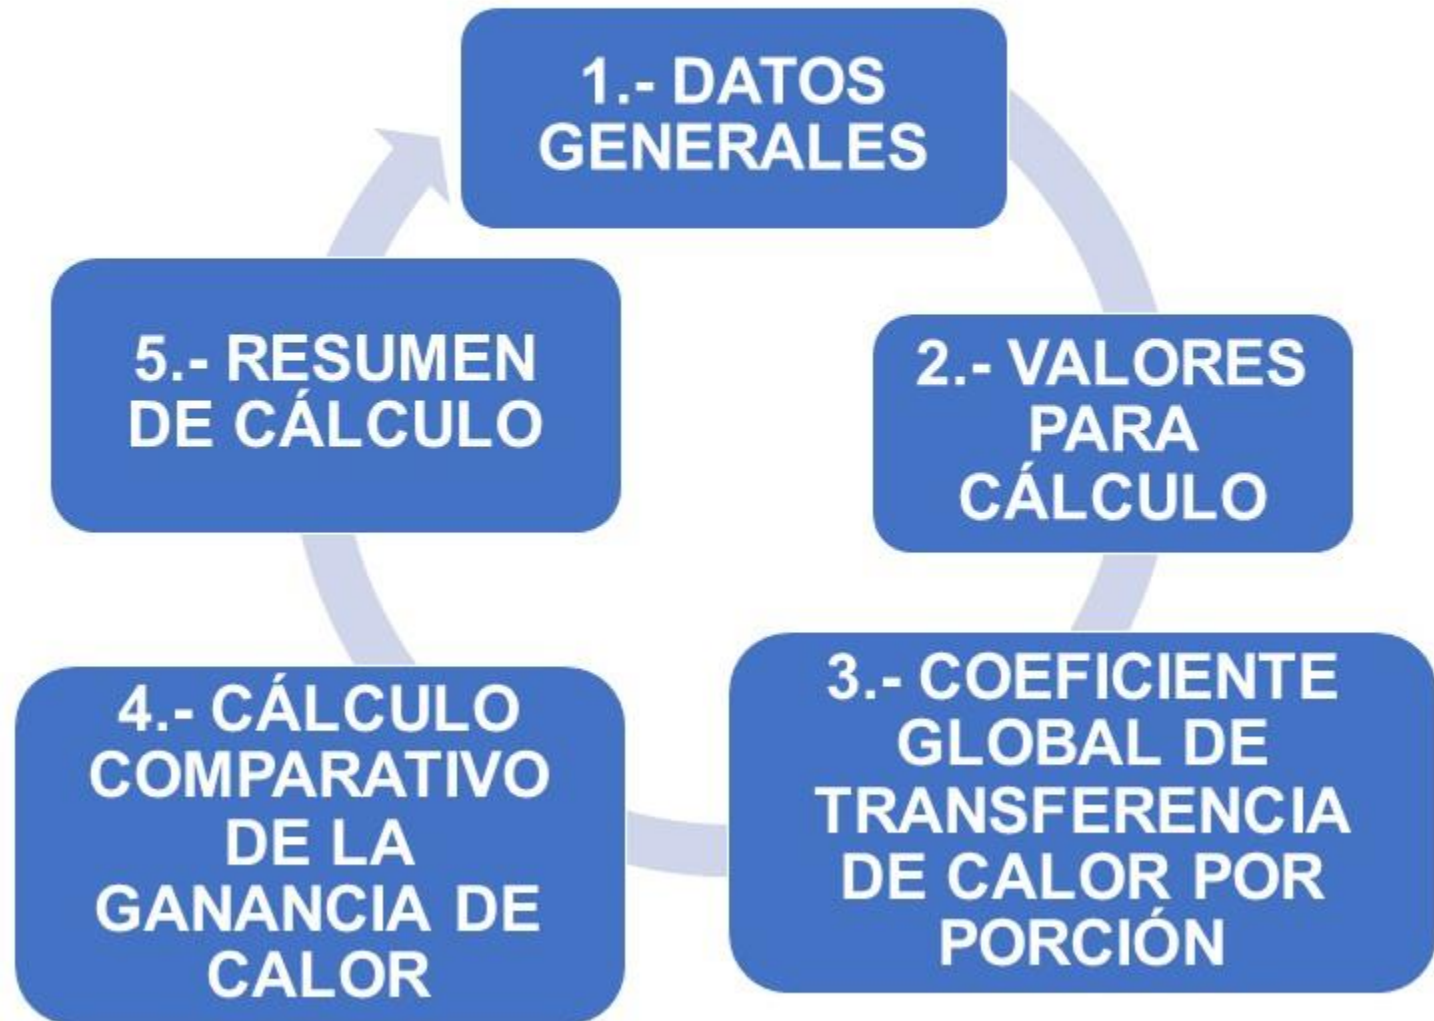 1.- DATOS
GENERALES
2.- VALORES
PARA
CÁLCULO
3.- COEFICIENTE
GLOBAL DE
TRANSFERENCIA
DE CALOR POR
PORCIÓN
4.- CÁLCULO
COMPARATIVO
DE LA
GANANCIA DE
CALOR
5.- RESUMEN
DE CÁLCULO